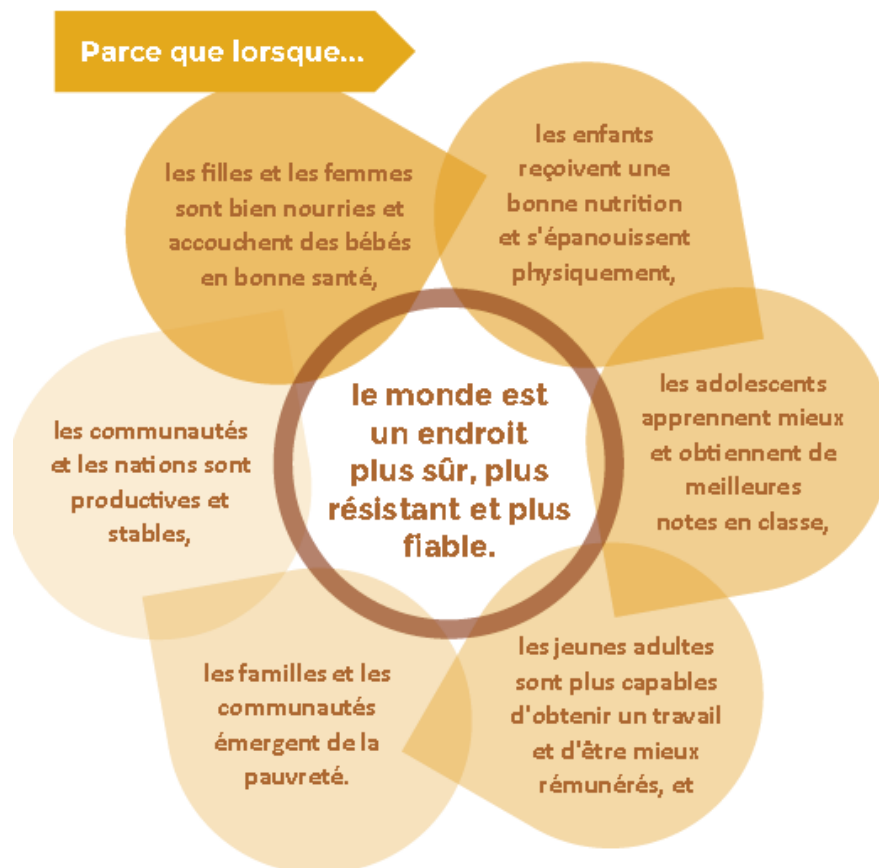 Parce que lorsque...
les filles et les femmes
sont bien nourries et
accouchent des bébés
en bonne santé,
les enfants
reçoivent une
bonne nutrition
et s'épanouissent
physiquement,
les adolescents
apprennent mieux
et obtiennent de
meilleures
notes en classe,
les jeunes adultes
sont plus capables
d'obtenir un travail
et d'être mieux
rémunérés, et
les familles et les
communautés
émergent de la
pauvreté.
les communautés
et les nations sont
productives et
stables,
le monde est
un endroit
plus sûr, plus
résistant et plus
fiable.